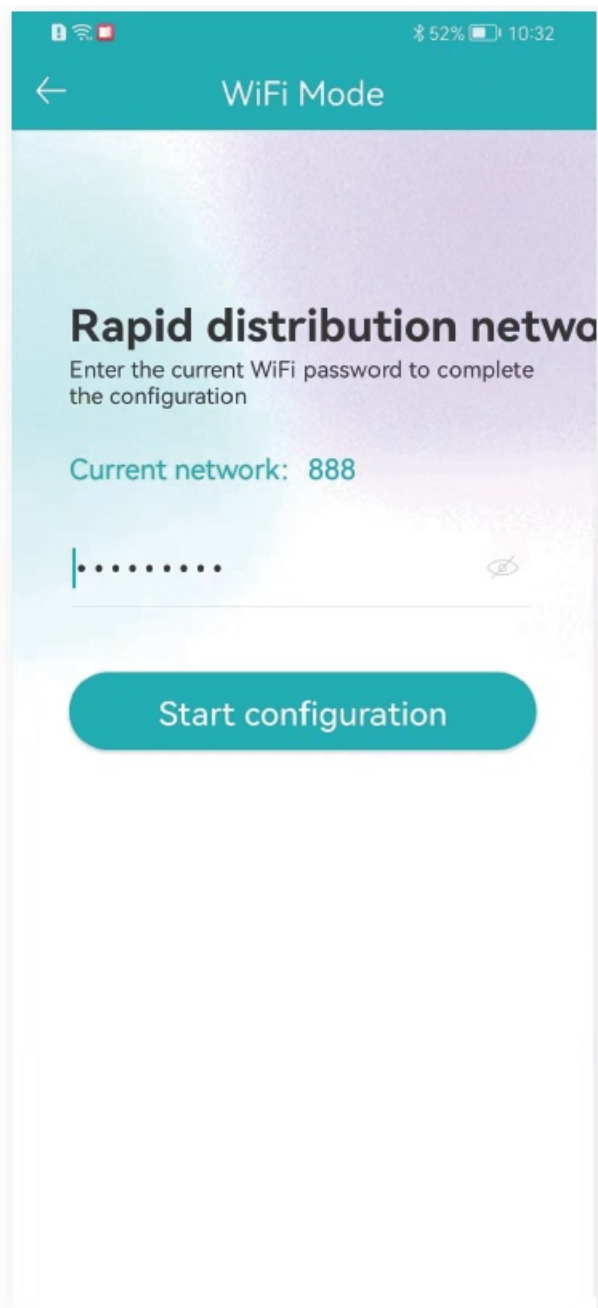 52% 10:32
WiFi Mode
Rapid distribution netwo
Enter the current WiFi password to complete
the configuration
Current network: 888
•••••••••
Start configuration